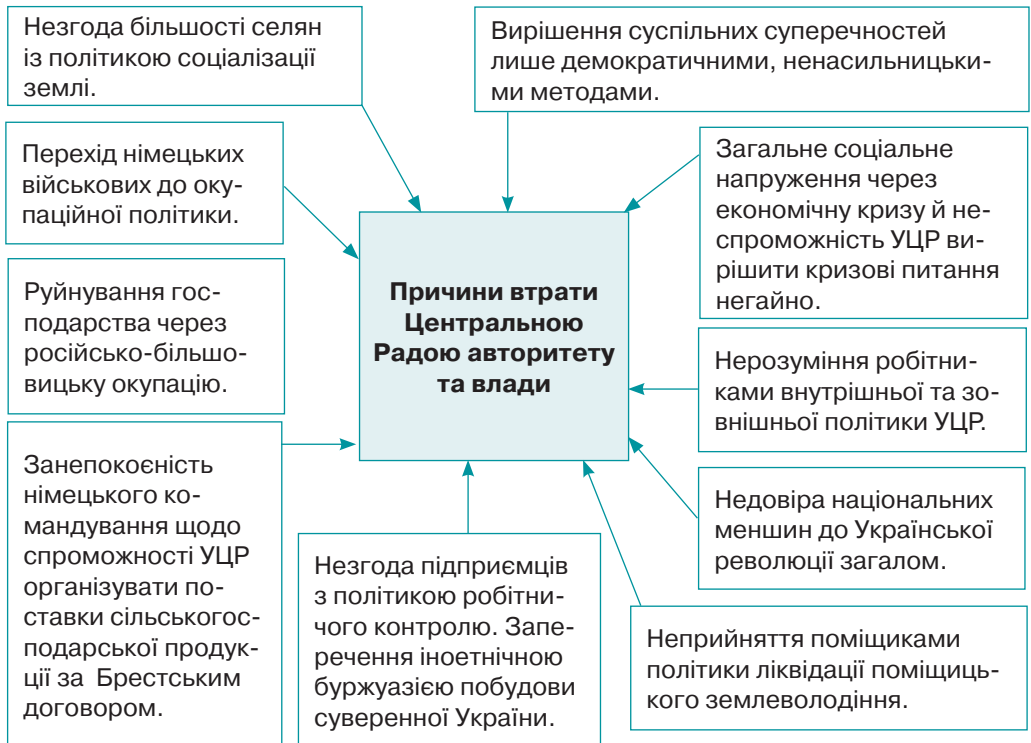 Незгода більшості селян
із політикою соціалізації
землі.
Вирішення суспільних суперечностей
лише демократичними, ненасильницьки-
ми методами.
Перехід німецьких
військових до оку-
паційної політики.
Загальне соціальне
напруження через
економічну кризу й не-
спроможність УЦР ви-
рішити кризові питання
негайно.
Руйнування гос-
подарства через
російсько-більшо-
вицьку окупацію.
Причини втрати
Центральною
Радою авторитету
та влади
Нерозуміння робітни-
ками внутрішньої та зо-
внішньої політики УЦР.
Занепокоєність
німецького ко-
мандування щодо
спроможності УЦР
організувати по-
ставки сільськогос-
подарської продук-
ції за Брестським
договором.
Незгода підприємців
з політикою робітни-
чого контролю. Запе-
речення іноетнічною
буржуазією побудови
суверенної України.
Недовіра національних
меншин до Української
революції загалом.
Неприйняття поміщиками
політики ліквідації поміщиць-
кого землеволодіння.